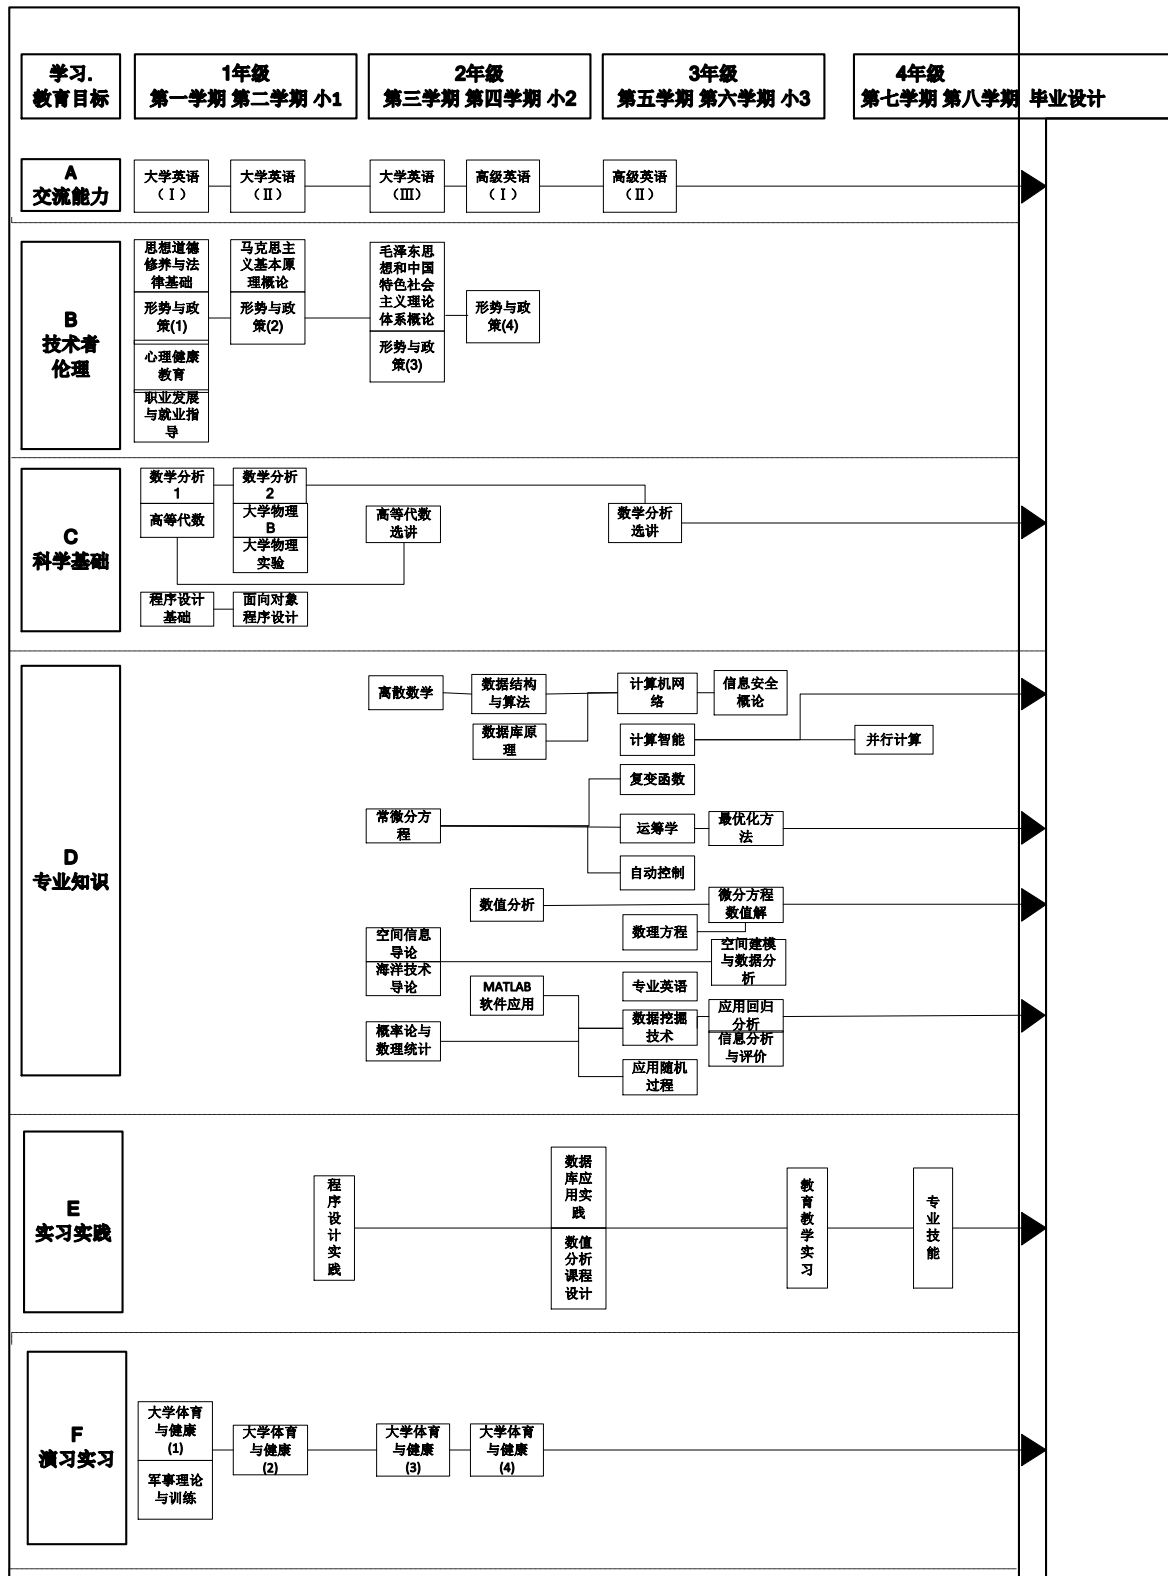 学习.
教育目标
1年级
第一学期 第二学期 小1
2年级
第三学期 第四学期 小2
3年级
第五学期 第六学期 小3
4年级
第七学期 第八学期 毕业设计
A
交流能力
大学英语
（Ⅰ）
大学英语
（Ⅱ）
大学英语
（Ⅲ）
高级英语
（Ⅰ）
高级英语
（Ⅱ）
B
技术者
伦理
思想道德
修养与法
律基础
形势与政
策(1)
心理健康
教育
职业发展
与就业指
导
马克思主
义基本原
理概论
形势与政
策(2)
毛泽东思
想和中国
特色社会
主义理论
体系概论
形势与政
策(3)
形势与政
策(4)
C
科学基础
数学分析
1
高等代数
数学分析
2
大学物理
B
大学物理
实验
高等代数
选讲
数学分析
选讲
程序设计
基础
面向对象
程序设计
D
专业知识
离散数学
数据结构
与算法
数据库原
理
计算机网
络
信息安全
概论
计算智能
并行计算
复变函数
常微分方
程
运筹学
最优化方
法
自动控制
数值分析
微分方程
数值解
数理方程
空间信息
导论
海洋技术
导论
空间建模
与数据分
析
MATLAB
软件应用
专业英语
概率论与
数理统计
数据挖掘
技术
应用回归
分析
信息分析
与评价
应用随机
过程
E
实习实践
程
序
设
计
实
践
数据
库应
用实
践
数值
分析
课程
设计
教
育
教
学
实
习
专
业
技
能
F
演习实习
大学体育
与健康
(1)
军事理论
与训练
大学体育
与健康
(2)
大学体育
与健康
(3)
大学体育
与健康
(4)